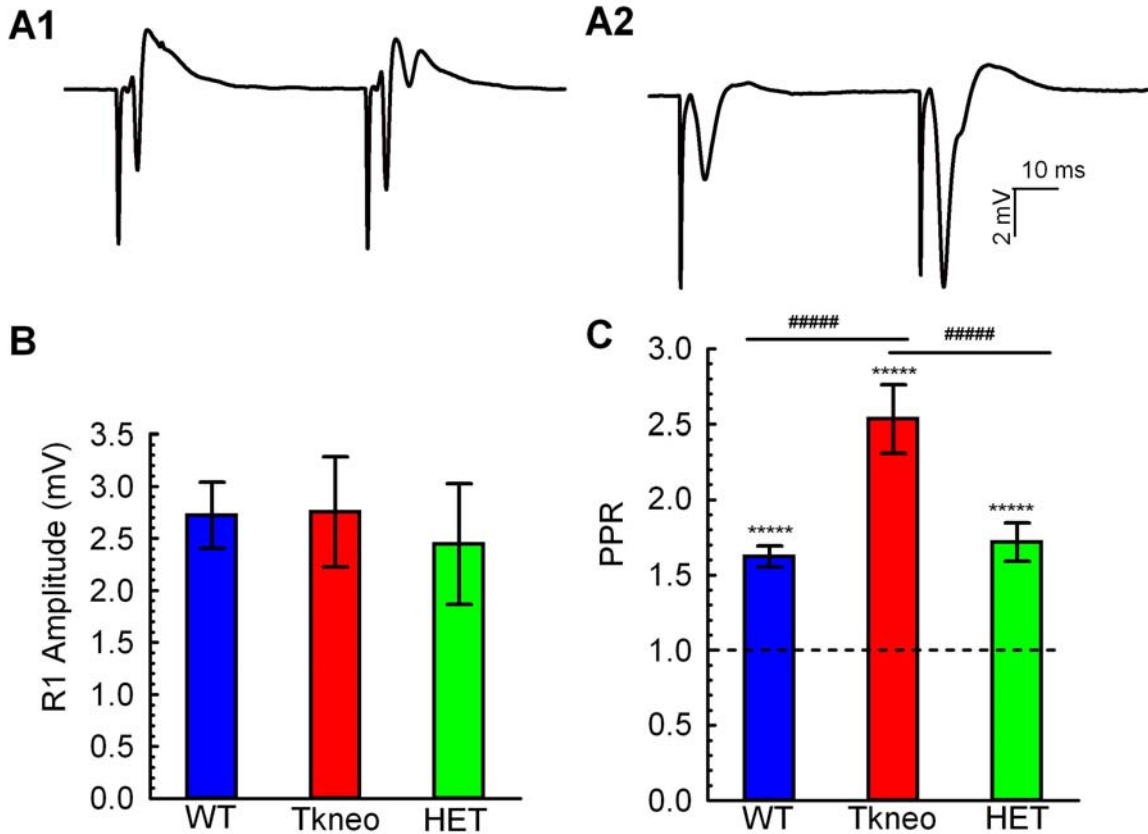 A1
A2
10 ms
2 mV
B
R1 Amplitude (mV)
3.5
3.0
2.5
2.0
1.5
1.0
0.5
0.0
WT
Tkneo
HET
C
#####
#####
PPR
3.0
2.5
2.0
1.5
1.0
0.5
0.0
*****
*****
*****
WT
Tkneo
HET